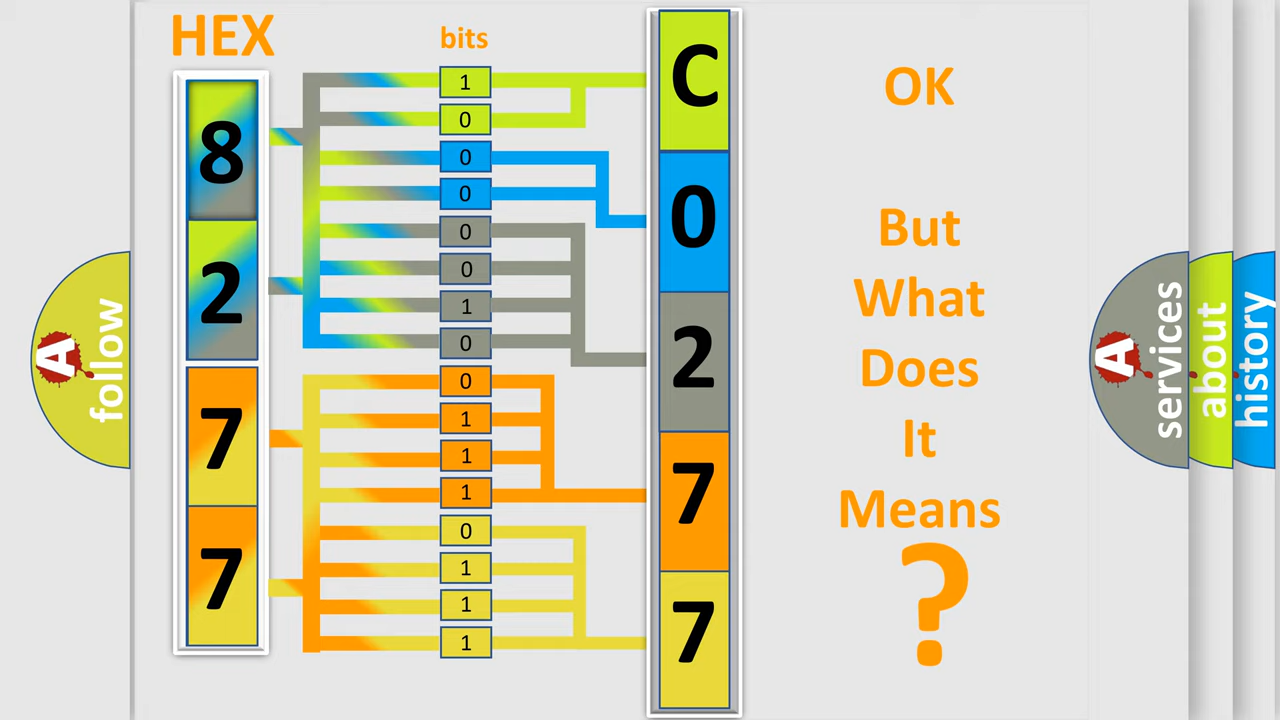 HEX
8
2
7
7
bits
1
0
0
0
0
0
1
0
0
1
1
1
0
1
1
1
C
0
2
7
7
OK
But
What
Does
It
Means
?
A
follow
A
services
about
history